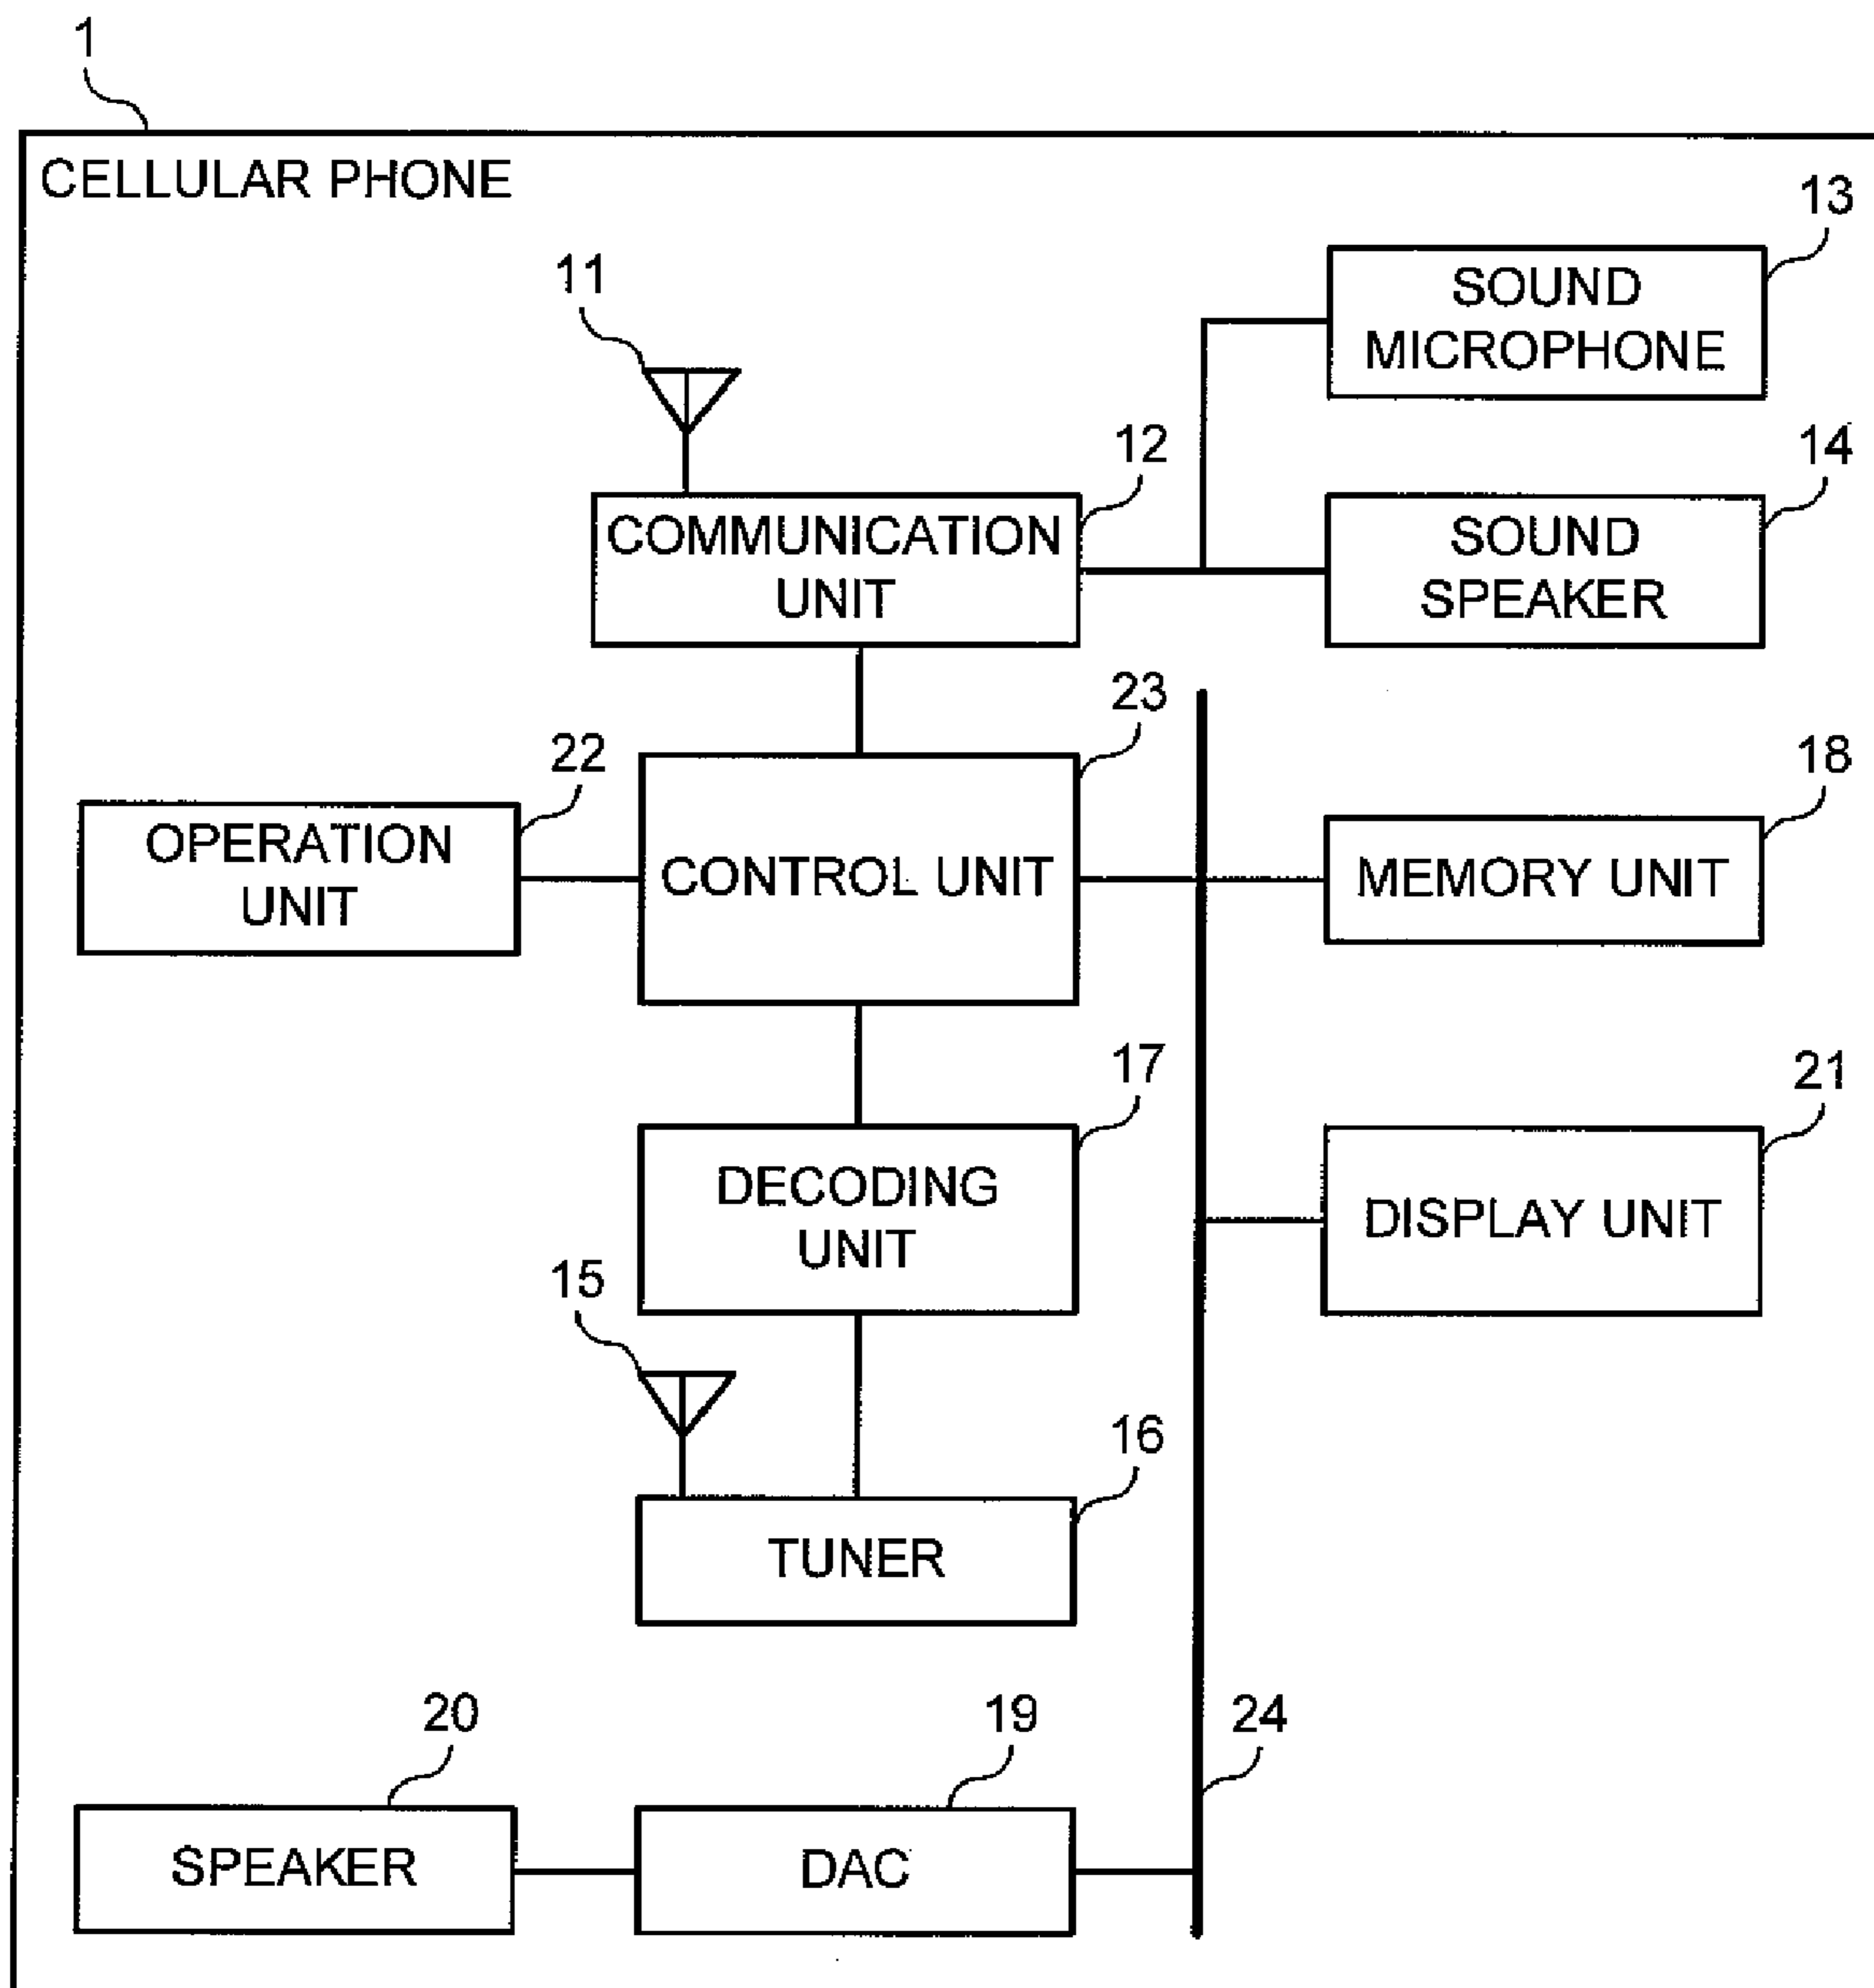 1
CELLULAR PHONE
13
SOUND
MICROPHONE
11
12
14
COMMUNICATION
UNIT
SOUND
SPEAKER
23
22
18
OPERATION
UNIT
CONTROL UNIT
MEMORY UNIT
17
21
DECODING
UNIT
DISPLAY UNIT
15
16
TUNER
20
19
24
SPEAKER
DAC